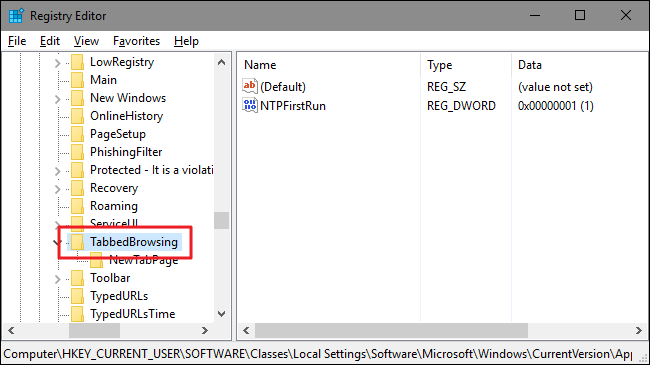 Registry Editor
File Edit View Favorites Help
LowRegistry
Main
New Windows
OnlineHistory
PageSetup
PhishingFilter
Protected - It is a violati
Recovery
Roaming
ServiceUI
TabbedBrowsing
NewTabPage
Toolbar
TypedURLs
TypedURLsTime
Name Type Data
ab (Default) REG_SZ (value not set)
NTPFirstRun REG_DWORD 0x00000001 (1)
Computer\HKEY_CURRENT_USER\SOFTWARE\Classes\Local Settings\Software\Microsoft\Windows\CurrentVersion\App